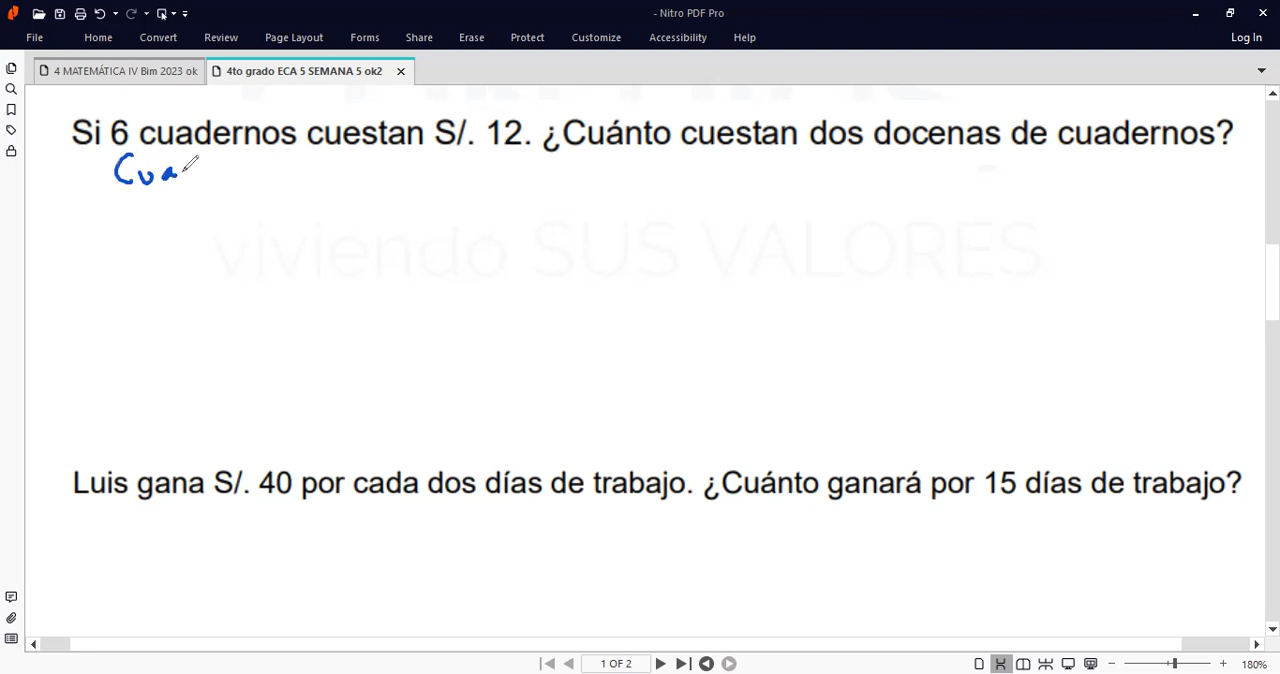 - Nitro PDF Pro
File Home Convert Review Page Layout Forms Share Erase Protect Customize Accessibility Help Log In
4 MATEMÁTICA IV Bim 2023 ok 4to grado ECA 5 SEMANA 5 ok2
Si 6 cuadernos cuestan S/. 12. ¿Cuánto cuestan dos docenas de cuadernos?
Cua
viviendo SUS VALORES
Luis gana S/. 40 por cada dos días de trabajo. ¿Cuánto ganará por 15 días de trabajo?
1 OF 2 180%